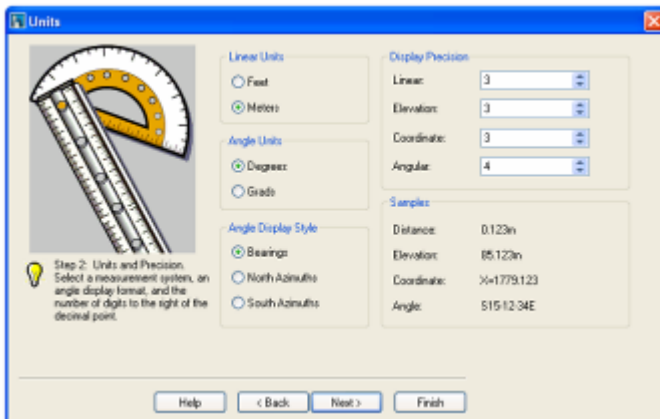 Units
Linear Units
Feet
Meters
Angle Units
Degrees
Grads
Angle Display Style
Bearings
North Azimuths
South Azimuths
Display Precision
Linear: 3
Elevation: 3
Coordinate: 3
Angular: 4
Samples
Distance: 0.123m
Elevation: 85.123m
Coordinate: X=1779.123
Angle: S15-12-34E
Step 2: Units and Precision.
Select a measurement system, an
angle display format, and the
number of digits to the right of the
decimal point.
Help
< Back
Next >
Finish